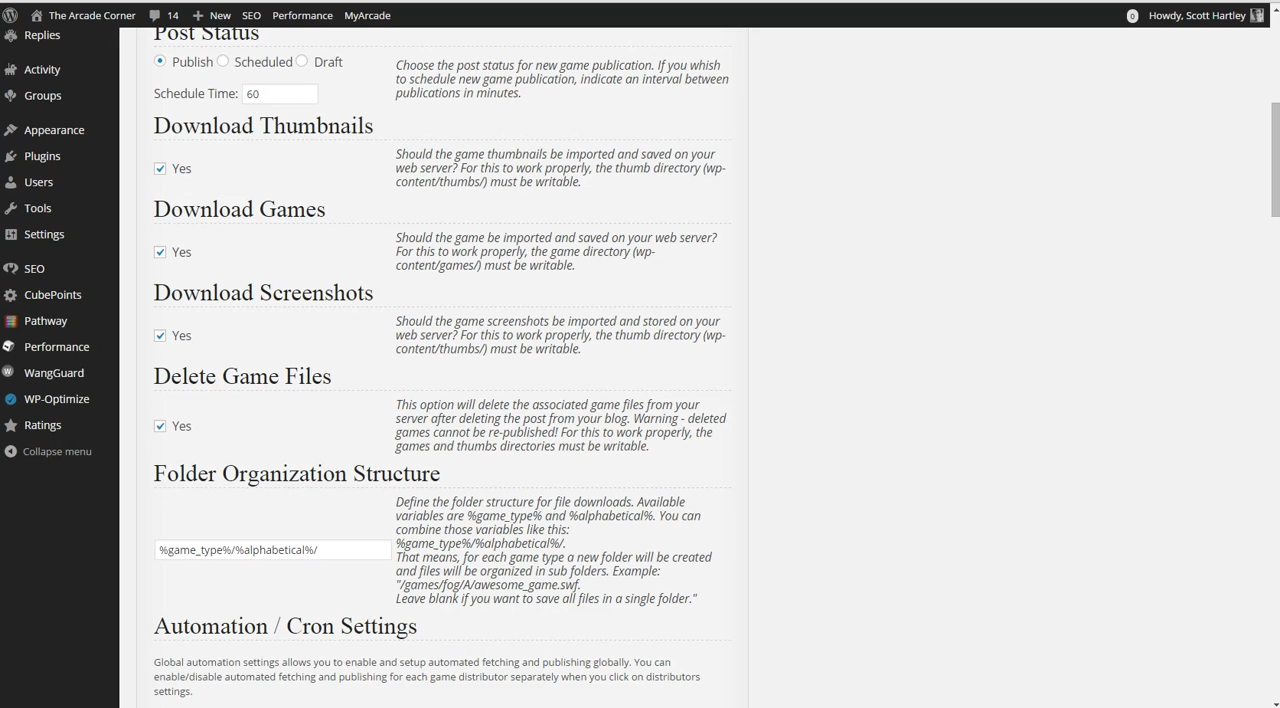 The Arcade Corner 14 New SEO Performance MyArcade 0 Howdy, Scott Hartley
Replies
Activity
Groups
Appearance
Plugins
Users
Tools
Settings
SEO
CubePoints
Pathway
Performance
WangGuard
WP-Optimize
Ratings
Collapse menu
Post Status
Publish Scheduled Draft
Schedule Time: 60
Choose the post status for new game publication. If you whish
to schedule new game publication, indicate an interval between
publications in minutes.
Download Thumbnails
Yes
Should the game thumbnails be imported and saved on your
web server? For this to work properly, the thumb directory (wp-
content/thumbs/) must be writable.
Download Games
Yes
Should the game be imported and saved on your web server?
For this to work properly, the game directory (wp-
content/games/) must be writable.
Download Screenshots
Yes
Should the game screenshots be imported and stored on your
web server? For this to work properly, the thumb directory (wp-
content/thumbs/) must be writable.
Delete Game Files
Yes
This option will delete the associated game files from your
server after deleting the post from your blog. Warning - deleted
games cannot be re-published! For this to work properly, the
games and thumbs directories must be writable.
Folder Organization Structure
%game_type%/%alphabetical%/
Define the folder structure for file downloads. Available
variables are %game_type% and %alphabetical%. You can
combine those variables like this:
%game_type%/%alphabetical%/.
That means, for each game type a new folder will be created
and files will be organized in sub folders. Example:
"/games/fog/A/awesome_game.swf.
Leave blank if you want to save all files in a single folder."
Automation / Cron Settings
Global automation settings allows you to enable and setup automated fetching and publishing globally. You can
enable/disable automated fetching and publishing for each game distributor separately when you click on distributors
settings.